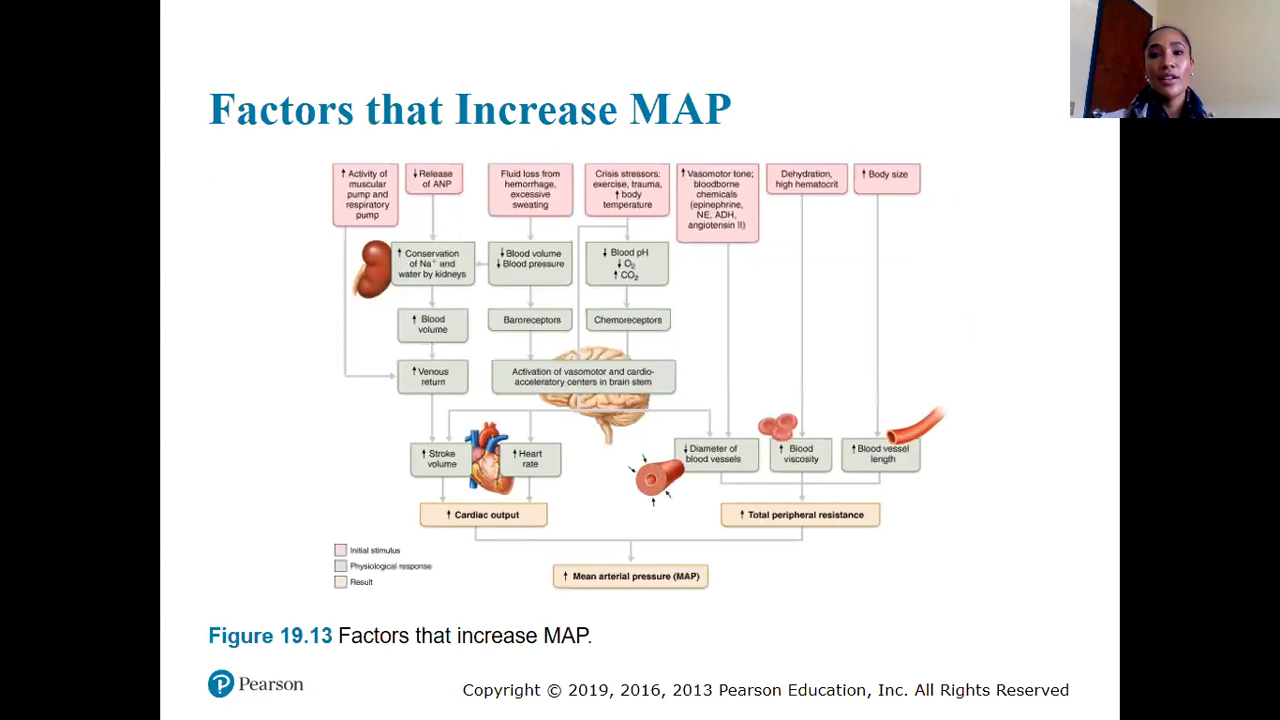 Factors that Increase MAP
↑ Activity of
muscular
pump and
respiratory
pump
↓ Release
of ANP
Fluid loss from
hemorrhage,
excessive
sweating
Crisis stressors:
exercise, trauma,
↑ body
temperature
↑ Vasomotor tone;
bloodborne
chemicals
(epinephrine,
NE, ADH,
angiotensin II)
Dehydration,
high hematocrit
↑ Body size
↑ Conservation
of Na⁺ and
water by kidneys
↓ Blood volume
↓ Blood pressure
↓ Blood pH
↓ O₂
↑ CO₂
↑ Blood
volume
Baroreceptors
Chemoreceptors
↑ Venous
return
Activation of vasomotor and cardio-
acceleratory centers in brain stem
↑ Stroke
volume
↑ Heart
rate
↓ Diameter of
blood vessels
↑ Blood
viscosity
↑ Blood vessel
length
↑ Cardiac output
↑ Total peripheral resistance
Initial stimulus
Physiological response
Result
↑ Mean arterial pressure (MAP)
Figure 19.13 Factors that increase MAP.
P Pearson
Copyright © 2019, 2016, 2013 Pearson Education, Inc. All Rights Reserved